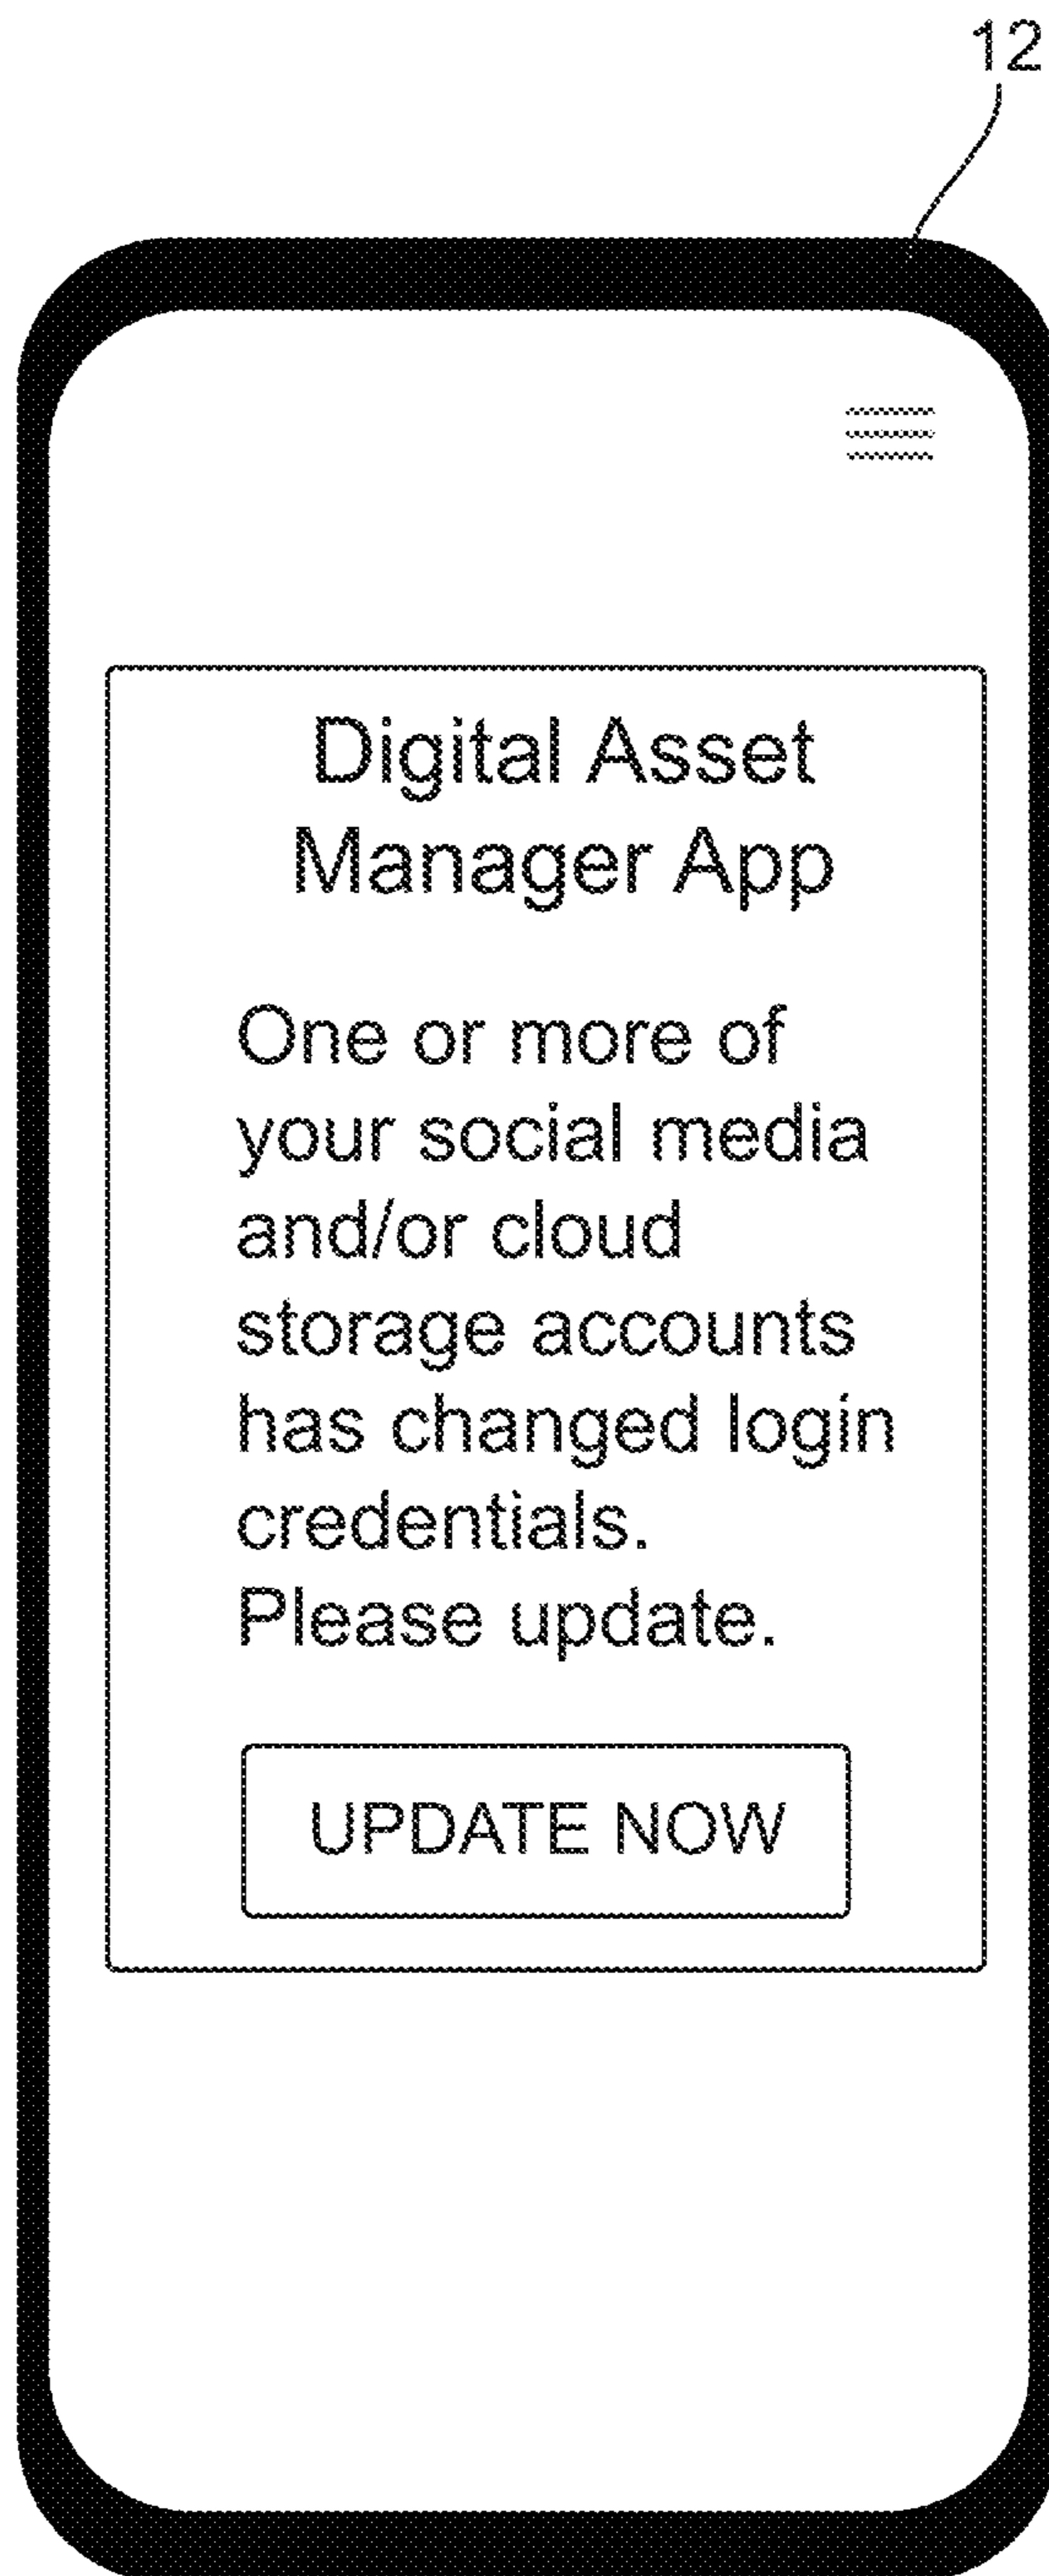 12
Digital Asset
Manager App
One or more of
your social media
and/or cloud
storage accounts
has changed login
credentials.
Please update.
UPDATE NOW